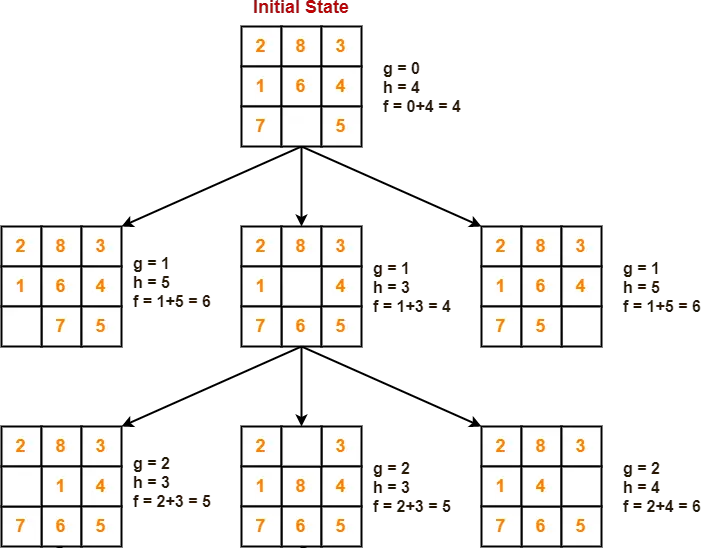 Initial State
2 8 3
1 6 4
7 5
g = 0
h = 4
f = 0+4 = 4
2 8 3
1 6 4
7 5
g = 1
h = 5
f = 1+5 = 6
2 8 3
1 4
7 6 5
g = 1
h = 3
f = 1+3 = 4
2 8 3
1 6 4
7 5
g = 1
h = 5
f = 1+5 = 6
2 8 3
1 4
7 6 5
g = 2
h = 3
f = 2+3 = 5
2 3
1 8 4
7 6 5
g = 2
h = 3
f = 2+3 = 5
2 8 3
1 4
7 6 5
g = 2
h = 4
f = 2+4 = 6